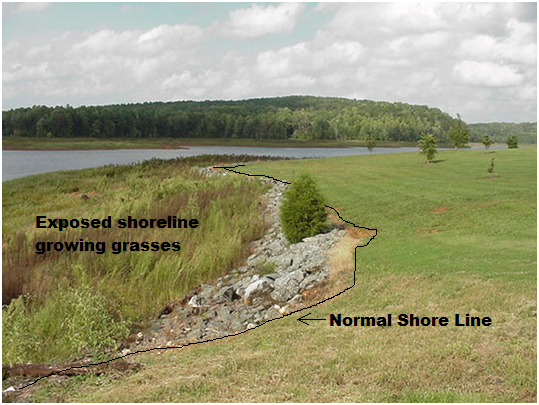 Exposed shoreline
growing grasses
Normal Shore Line